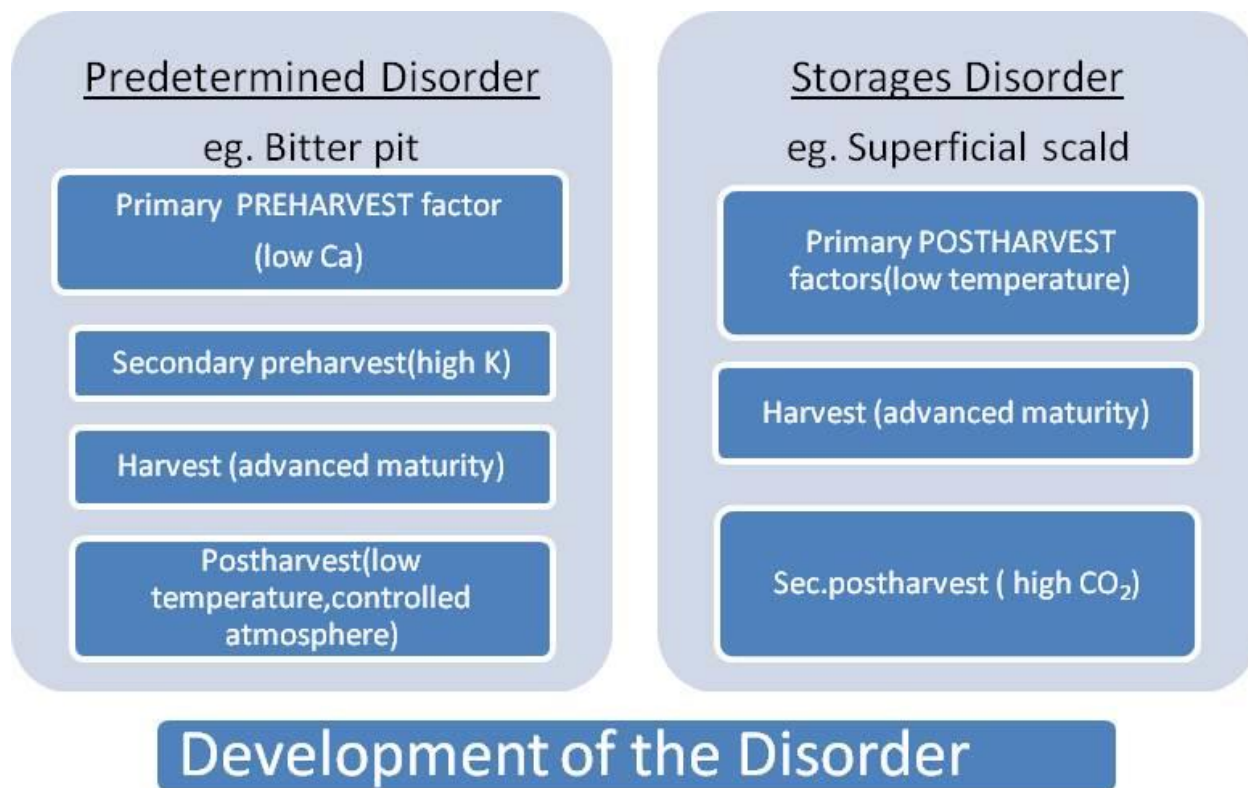 Predetermined Disorder
eg. Bitter pit
Primary PREHARVEST factor
(low Ca)
Secondary preharvest(high K)
Harvest (advanced maturity)
Postharvest(low
temperature,controlled
atmosphere)
Storages Disorder
eg. Superficial scald
Primary POSTHARVEST
factors(low temperature)
Harvest (advanced maturity)
Sec.postharvest ( high CO₂)
Development of the Disorder